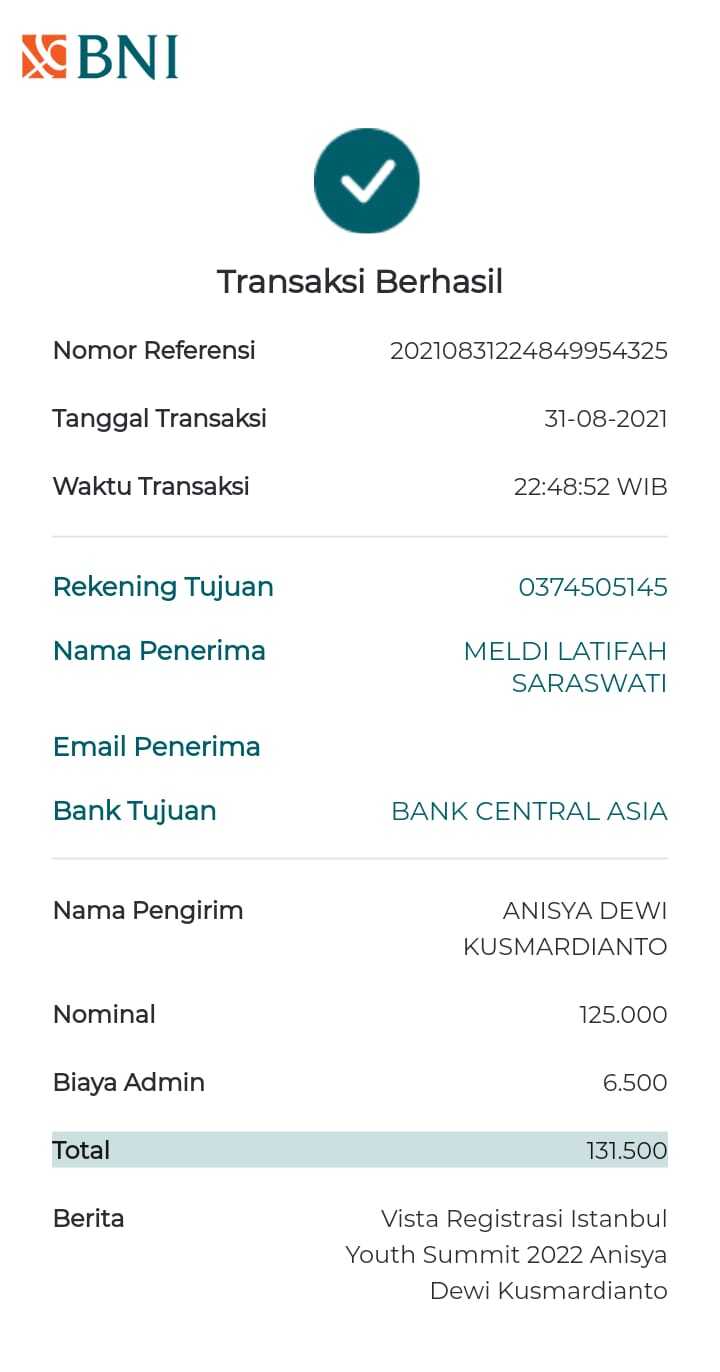 BNI
Transaksi Berhasil
Nomor Referensi 20210831224849954325
Tanggal Transaksi 31-08-2021
Waktu Transaksi 22:48:52 WIB
Rekening Tujuan 0374505145
Nama Penerima MELDI LATIFAH
SARASWATI
Email Penerima
Bank Tujuan BANK CENTRAL ASIA
Nama Pengirim ANISYA DEWI
KUSMARDIANTO
Nominal 125.000
Biaya Admin 6.500
Total 131.500
Berita Vista Registrasi Istanbul
Youth Summit 2022 Anisya
Dewi Kusmardianto